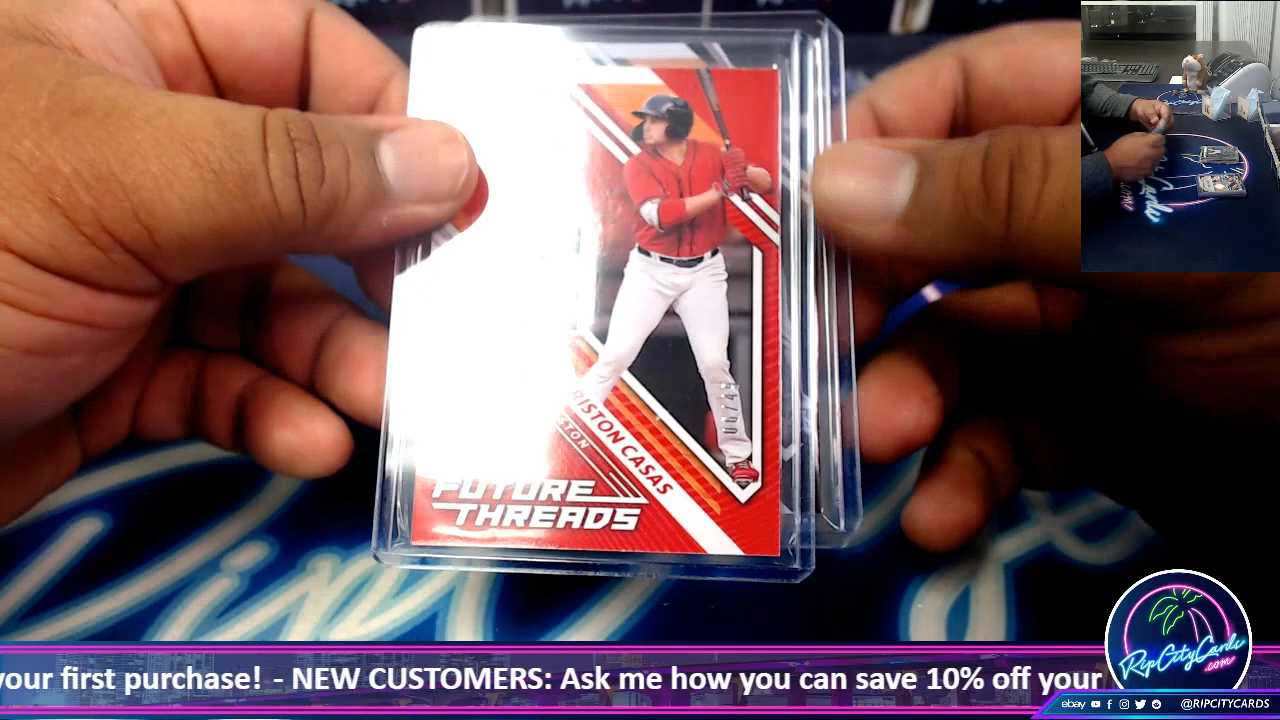 RISTON CASAS
STON
FUTURE
THREADS
your first purchase! - NEW CUSTOMERS: Ask me how you can save 10% off your
RipCityCards
.com
ebay
@RIPCITYCARDS